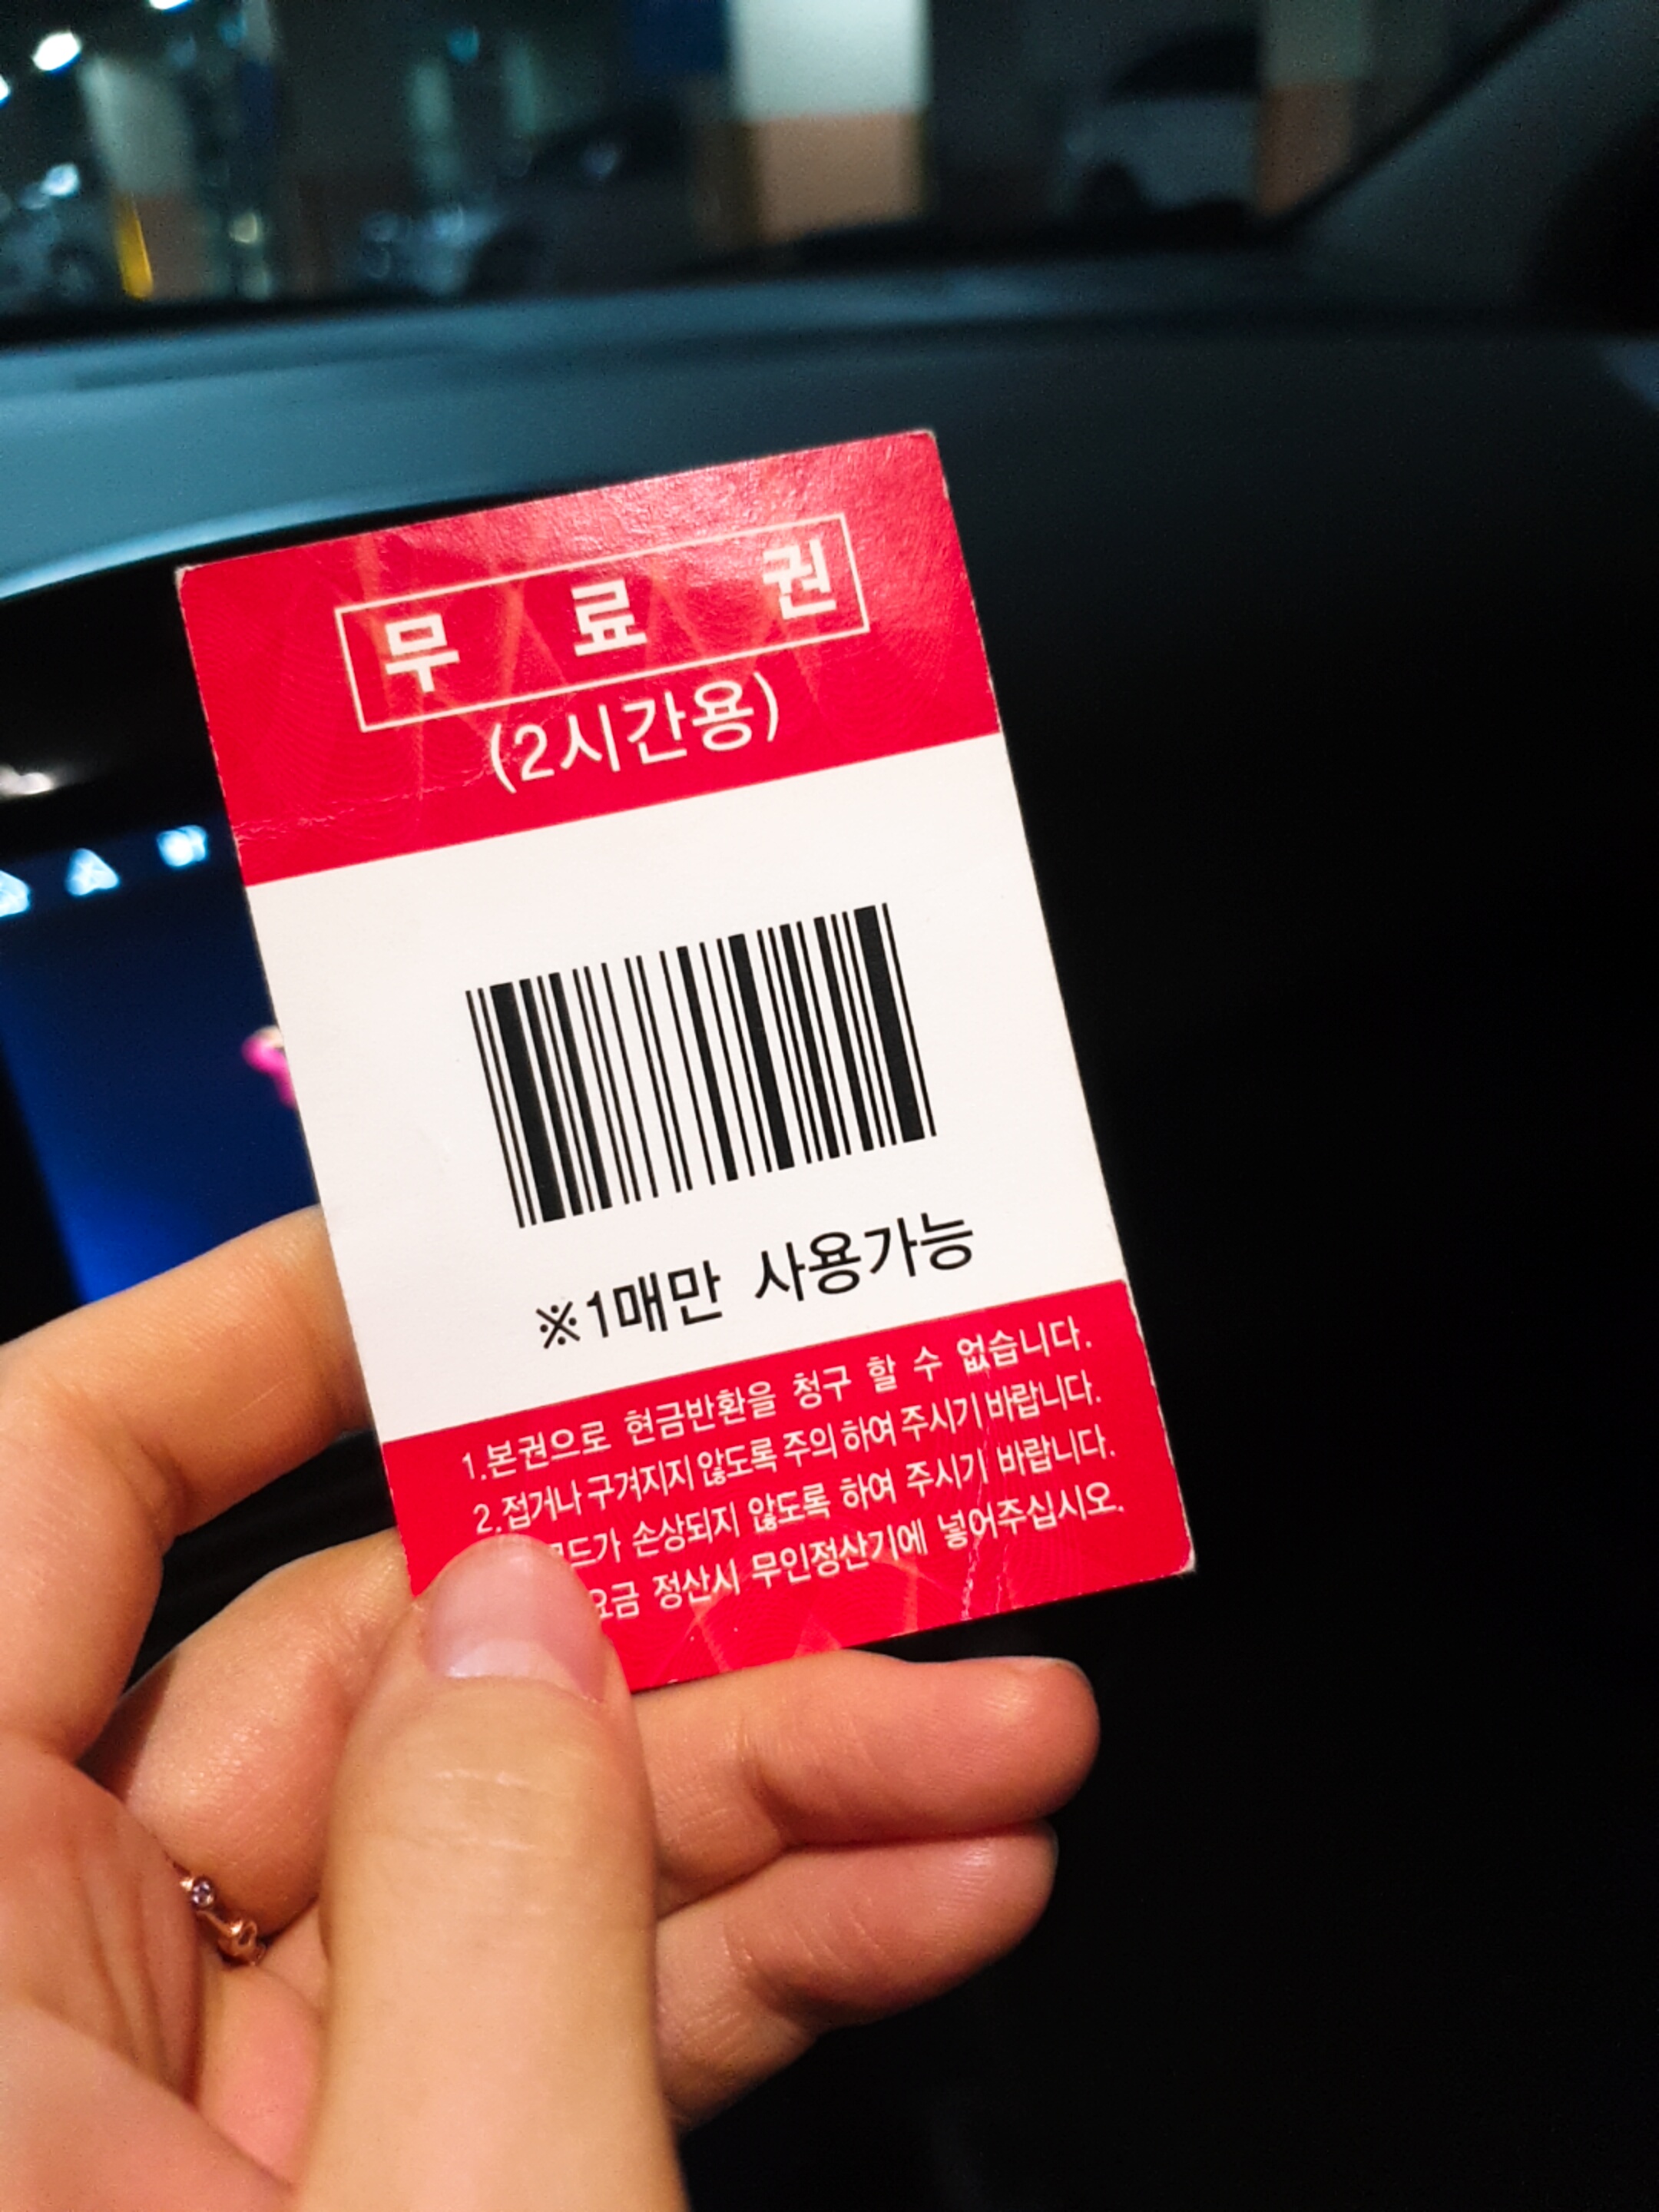 무 료 권
(2시간용)
※1매만 사용가능
1.본권으로 현금반환을 청구 할 수 없습니다.
2.접거나 구겨지지 않도록 주의 하여 주시기 바랍니다.
손상되지 않도록 하여 주시기 바랍니다.
요금 정산시 무인정산기에 넣어주십시오.